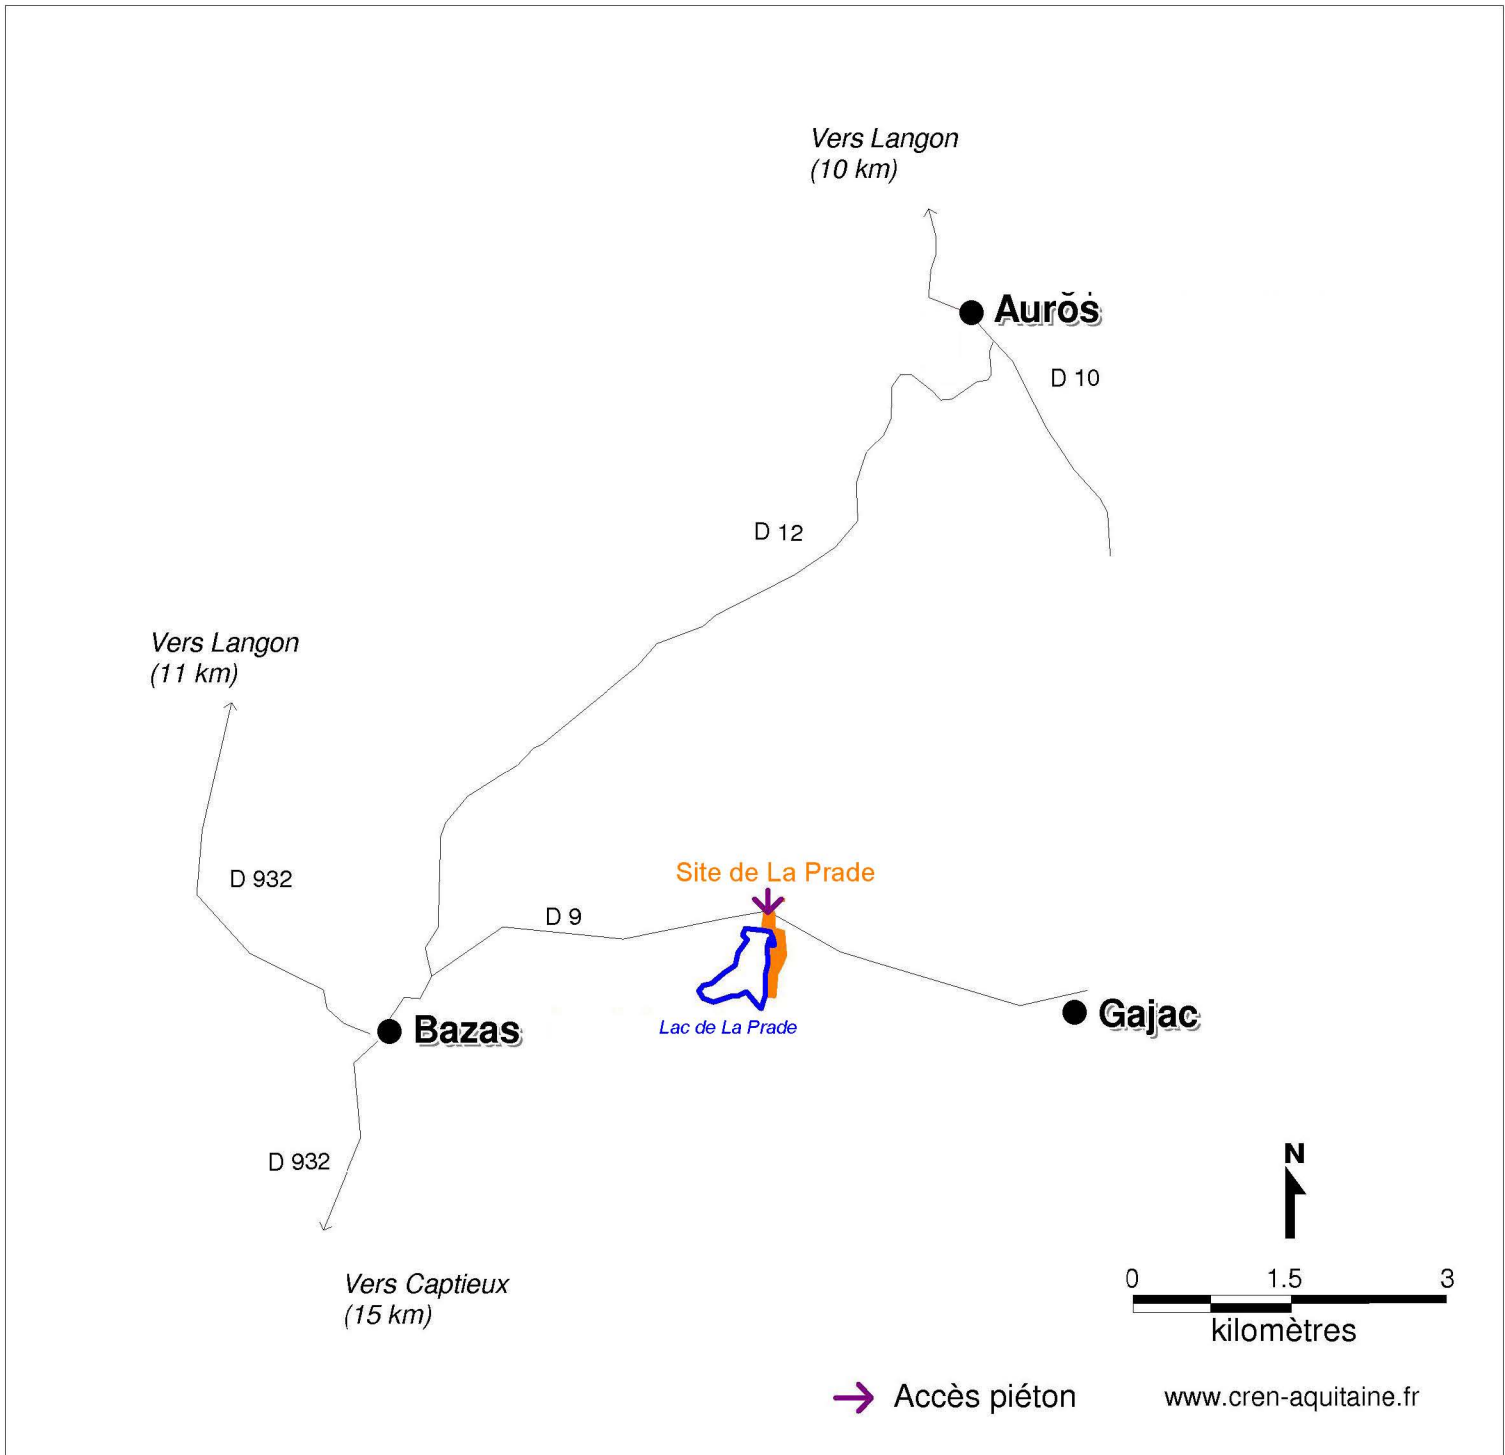 Vers Langon
(10 km)
Auros
D 10
D 12
Vers Langon
(11 km)
D 932
Site de La Prade
D 9
Lac de La Prade
Bazas
Gajac
D 932
N
Vers Captieux
(15 km)
0 1.5 3
kilomètres
Accès piéton
www.cren-aquitaine.fr